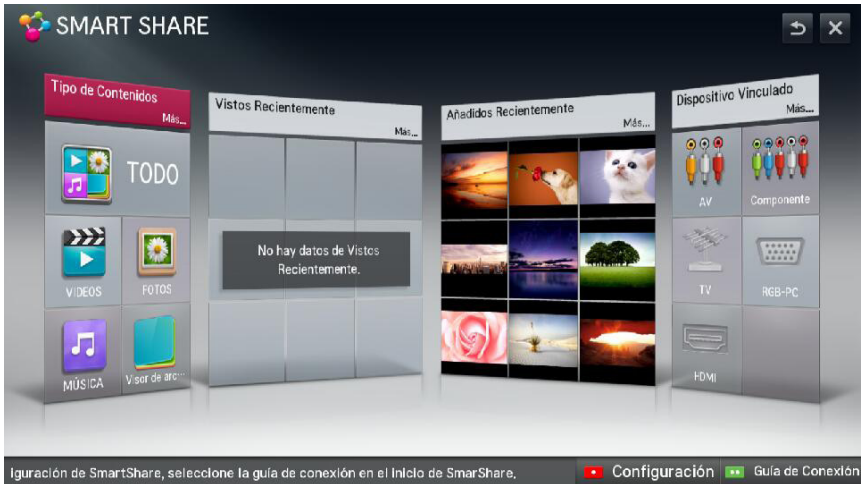 SMART SHARE
Tipo de Contenidos
Más...
TODO
VIDEOS
FOTOS
MÚSICA
Visor de arc...
Vistos Recientemente
Más...
No hay datos de Vistos
Recientemente.
Añadidos Recientemente
Más...
Dispositivo Vinculado
Más...
AV
Componente
TV
RGB-PC
HDMI
iguración de SmartShare, seleccione la guía de conexión en el Inicio de SmarShare.
Configuración
Guía de Conexión